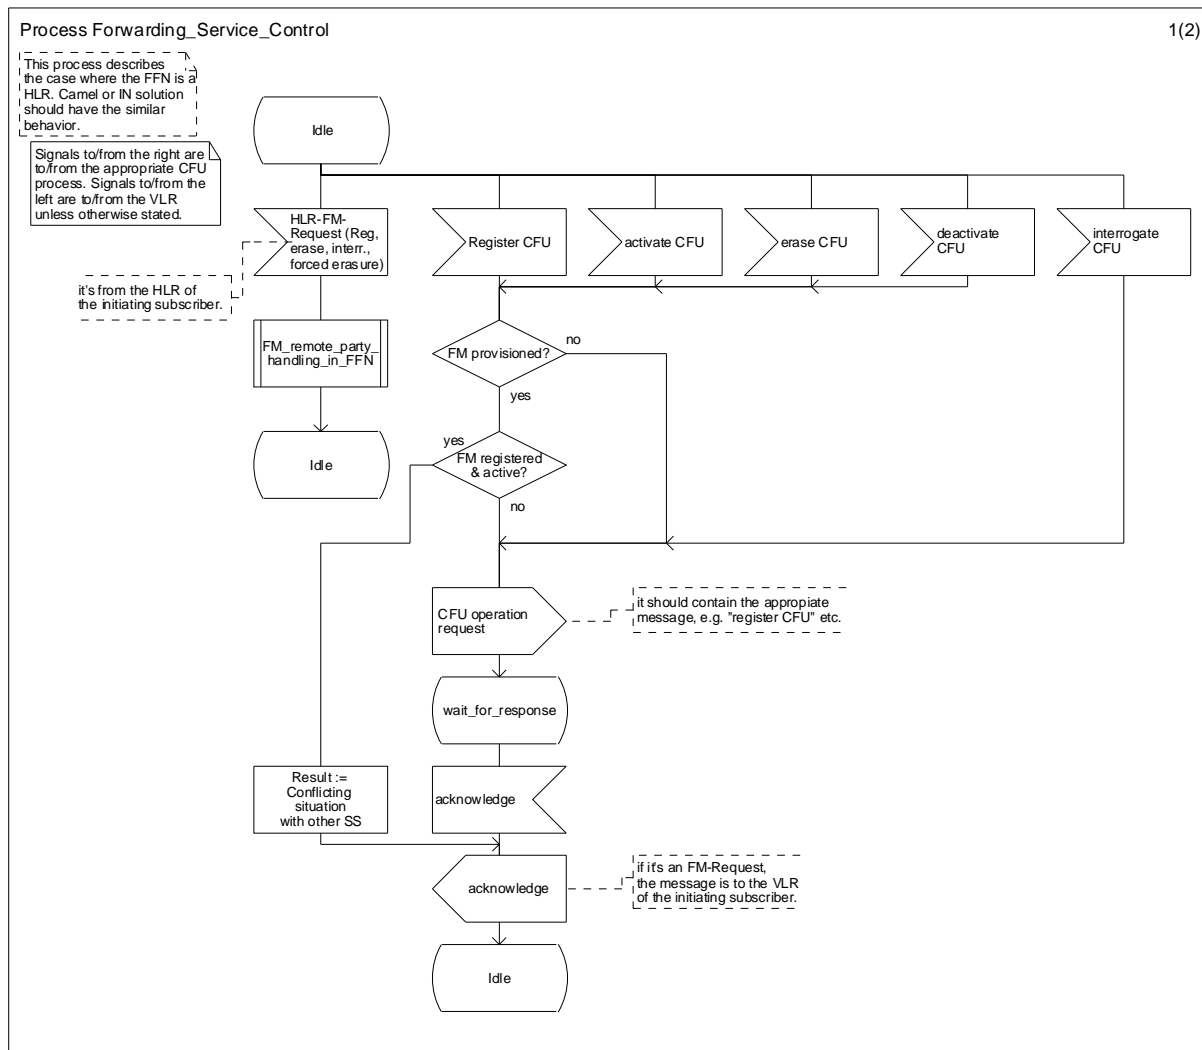 Process Forwarding_Service_Control
1(2)
This process describes
the case where the FFN is a
HLR. Camel or IN solution
should have the similar
behavior.
Signals to/from the right are
to/from the appropriate CFU
process. Signals to/from the
left are to/from the VLR
unless otherwise stated.
Idle
HLR-FM-
Request (Reg,
erase, interr.,
forced erasure)
Register CFU
activate CFU
erase CFU
deactivate
CFU
interrogate
CFU
it's from the HLR of
the initiating subscriber.
FM_remote_party_
handling_in_FFN
FM provisioned?
no
yes
Idle
yes
FM registered
& active?
no
CFU operation
request
it should contain the appropiate
message, e.g. "register CFU" etc.
wait_for_response
Result :=
Conflicting
situation
with other SS
acknowledge
acknowledge
if it's an FM-Request,
the message is to the VLR
of the initiating subscriber.
Idle